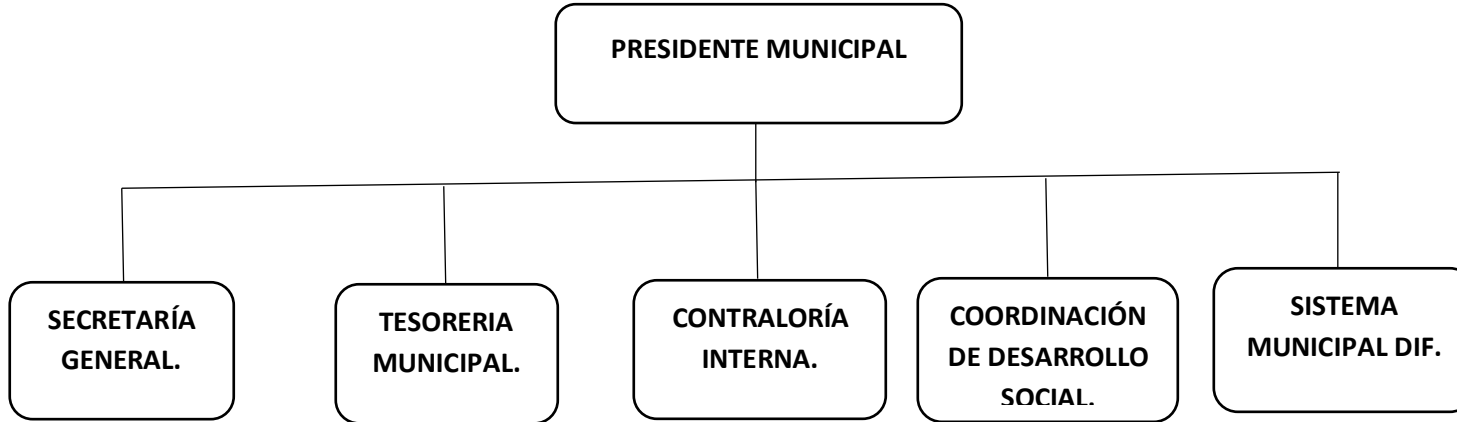 PRESIDENTE MUNICIPAL
SECRETARÍA
GENERAL.
TESORERIA
MUNICIPAL.
CONTRALORÍA
INTERNA.
COORDINACIÓN
DE DESARROLLO
SOCIAL.
SISTEMA
MUNICIPAL DIF.